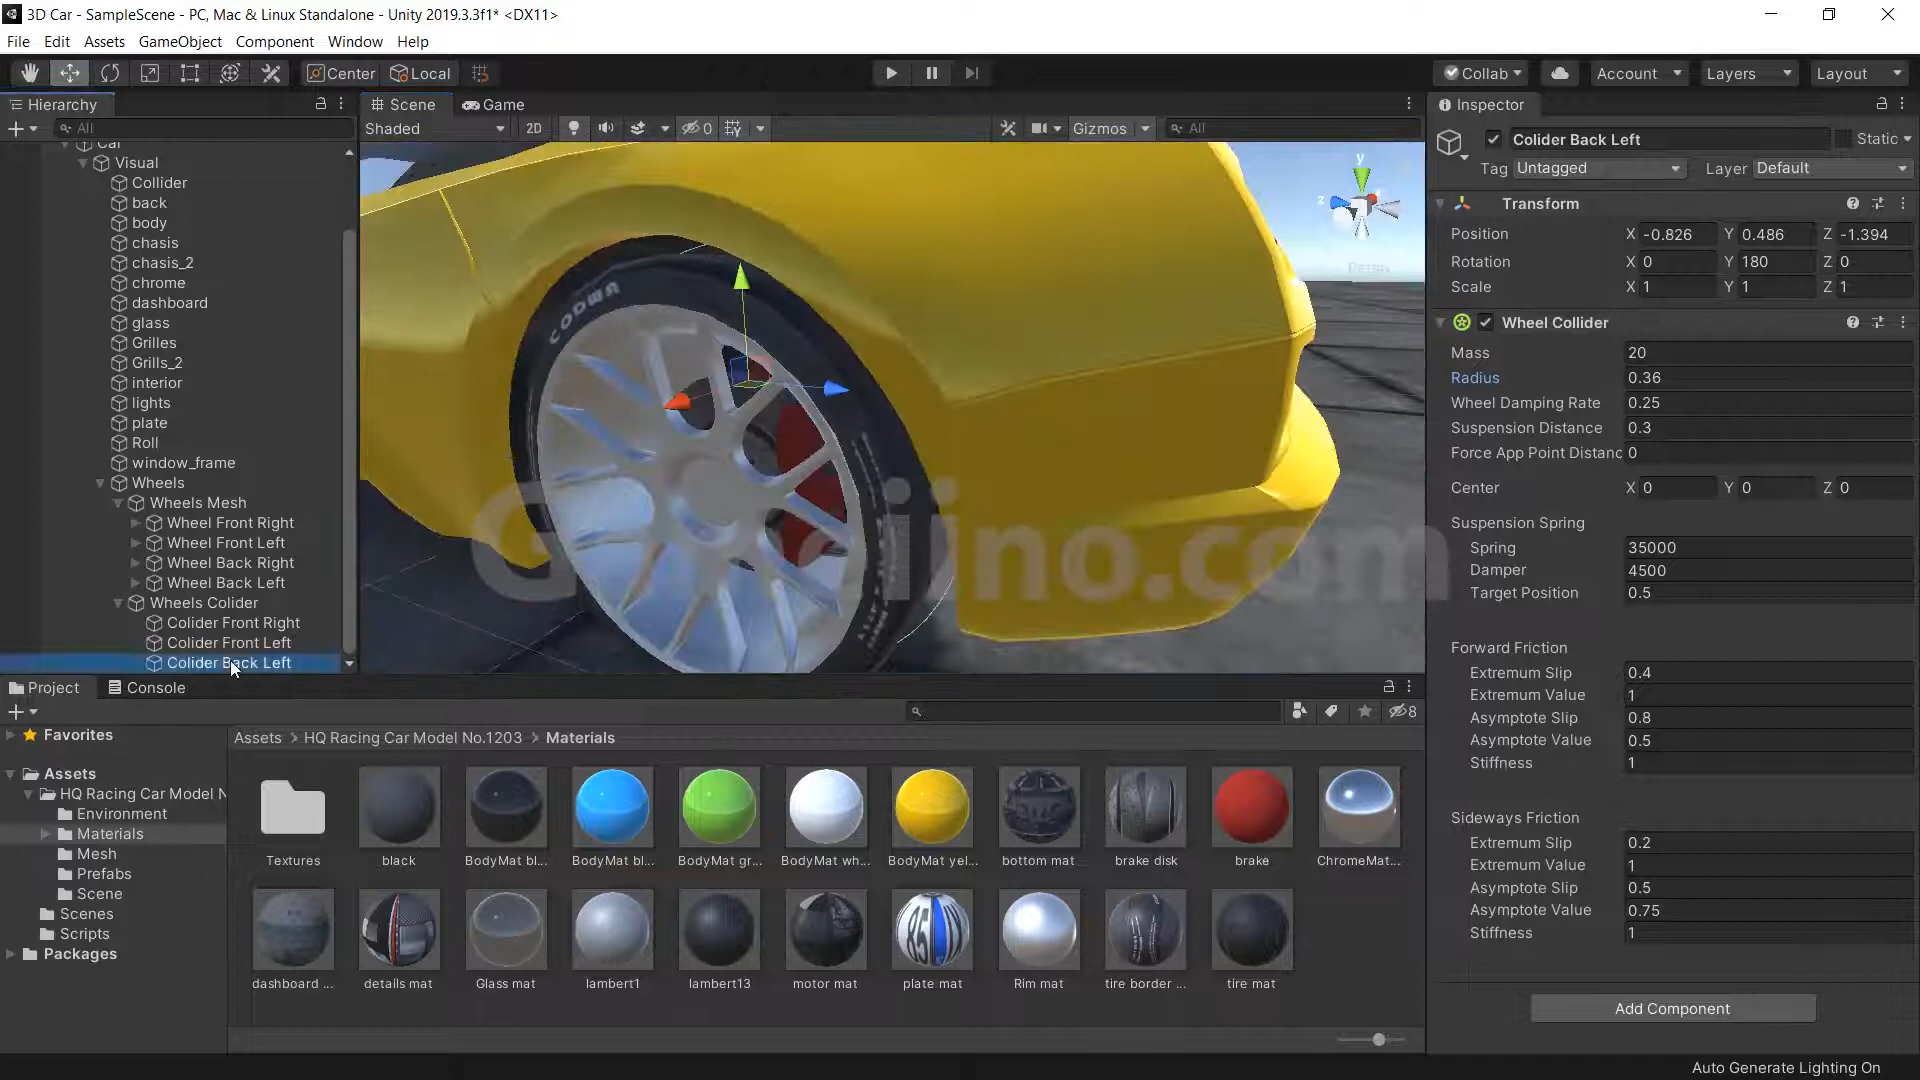 3D Car - SampleScene - PC, Mac & Linux Standalone - Unity 2019.3.3f1* <DX11>
File Edit Assets GameObject Component Window Help
Center Local Collab Account Layers Layout
Hierarchy
All
Car
Visual
Collider
back
body
chasis
chasis_2
chrome
dashboard
glass
Grilles
Grills_2
interior
lights
plate
Roll
window_frame
Wheels
Wheels Mesh
Wheel Front Right
Wheel Front Left
Wheel Back Right
Wheel Back Left
Wheels Colider
Colider Front Right
Colider Front Left
Colider Back Left
Scene Game
Shaded 2D 0 Gizmos All
y
z
Persp
CODWA
Inspector
Colider Back Left Static
Tag Untagged Layer Default
Transform
Position X -0.826 Y 0.486 Z -1.394
Rotation X 0 Y 180 Z 0
Scale X 1 Y 1 Z 1
Wheel Collider
Mass 20
Radius 0.36
Wheel Damping Rate 0.25
Suspension Distance 0.3
Force App Point Distanc 0
Center X 0 Y 0 Z 0
Suspension Spring
Spring 35000
Damper 4500
Target Position 0.5
Forward Friction
Extremum Slip 0.4
Extremum Value 1
Asymptote Slip 0.8
Asymptote Value 0.5
Stiffness 1
Sideways Friction
Extremum Slip 0.2
Extremum Value 1
Asymptote Slip 0.5
Asymptote Value 0.75
Stiffness 1
Add Component
Project Console
8
Favorites
Assets
HQ Racing Car Model N
Environment
Materials
Mesh
Prefabs
Scene
Scenes
Scripts
Packages
Assets > HQ Racing Car Model No.1203 > Materials
Textures black BodyMat bl... BodyMat bl... BodyMat gr... BodyMat wh... BodyMat yel... bottom mat brake disk brake ChromeMat...
dashboard ... details mat Glass mat lambert1 lambert13 motor mat plate mat Rim mat tire border ... tire mat
Auto Generate Lighting On